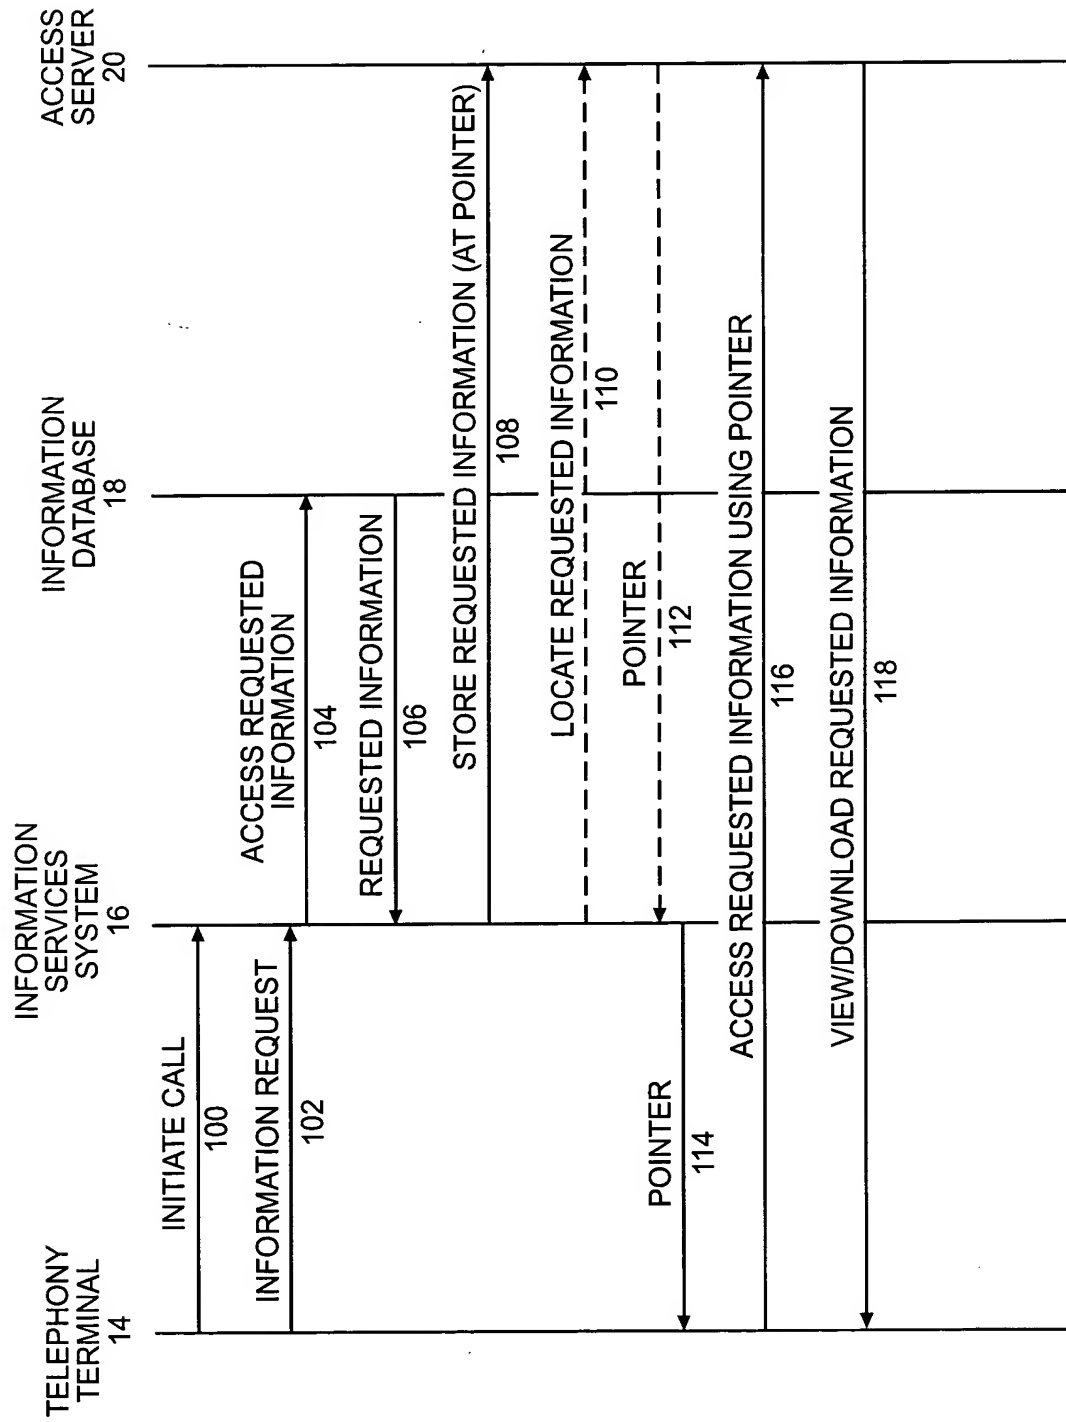 TELEPHONY
TERMINAL
14
INFORMATION
SERVICES
SYSTEM
16
INFORMATION
DATABASE
18
ACCESS
SERVER
20
INITIATE CALL
100
INFORMATION REQUEST
102
ACCESS REQUESTED
INFORMATION
104
REQUESTED INFORMATION
106
STORE REQUESTED INFORMATION (AT POINTER)
108
LOCATE REQUESTED INFORMATION
110
POINTER
112
POINTER
114
ACCESS REQUESTED INFORMATION USING POINTER
116
VIEW/DOWNLOAD REQUESTED INFORMATION
118